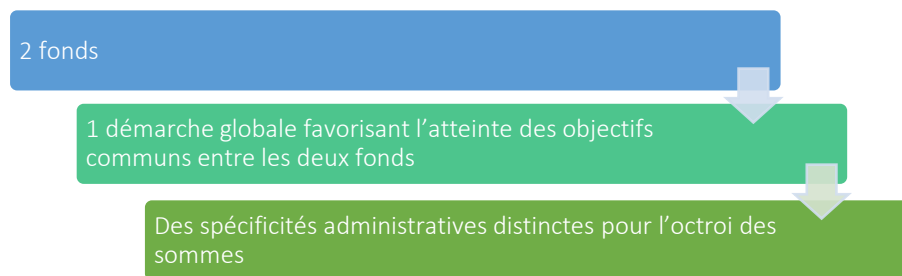 2 fonds
1 démarche globale favorisant l’atteinte des objectifs
communs entre les deux fonds
Des spécificités administratives distinctes pour l’octroi des
sommes